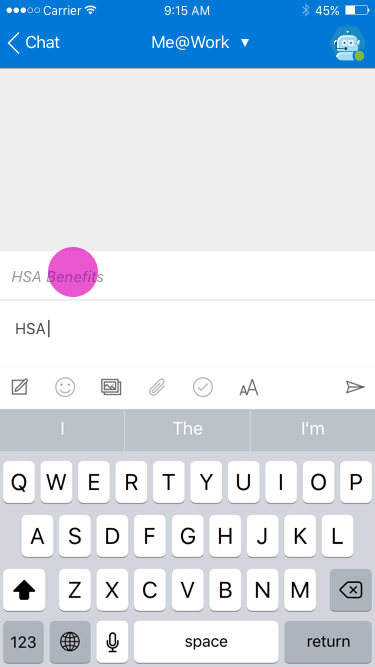 Carrier 9:15 AM 45%
Chat Me@Work ▼
HSA Benefits
HSA
I The I'm
Q W E R T Y U I O P
A S D F G H J K L
Z X C V B N M
123 space return